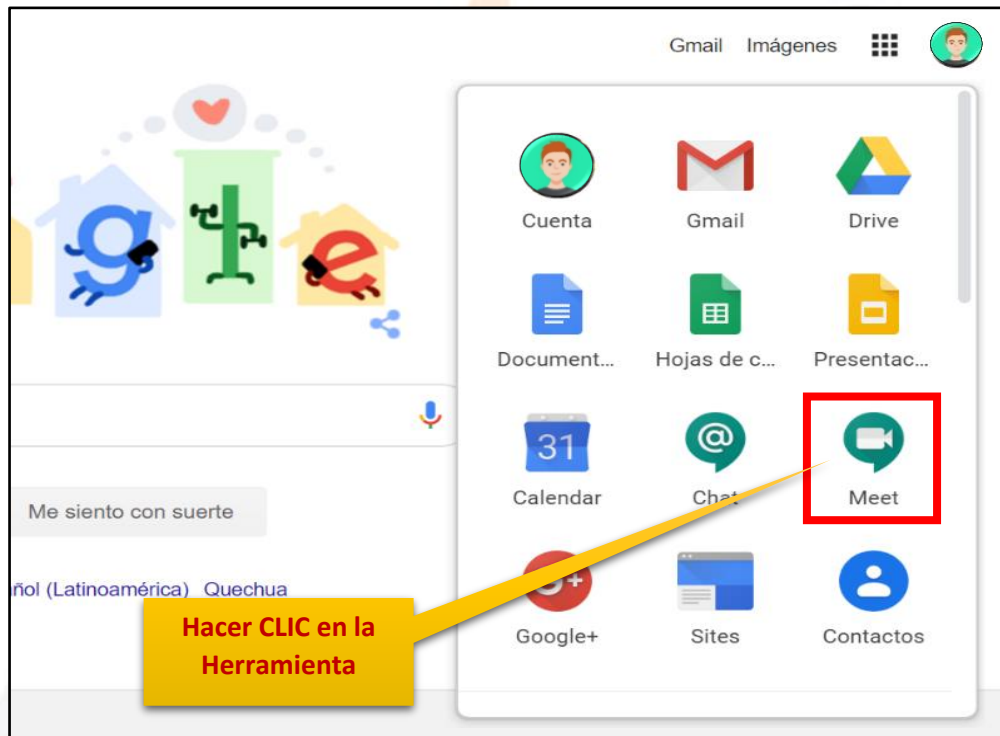 Gmail Imágenes
Cuenta Gmail Drive
Document... Hojas de c... Presentac...
31
Calendar Chat Meet
Me siento con suerte
ñol (Latinoamérica) Quechua
Hacer CLIC en la
Herramienta
Google+ Sites Contactos